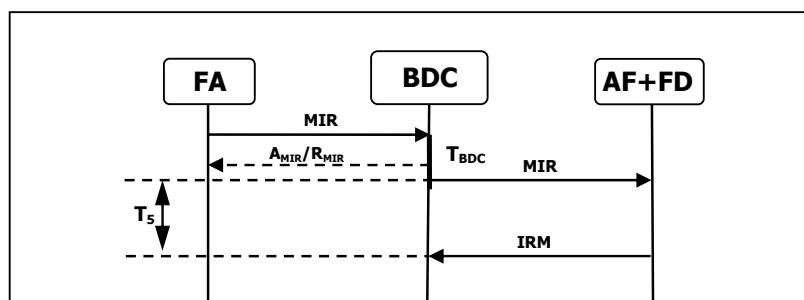 FA
BDC
AF+FD
MIR
A_MIR/R_MIR
T_BDC
MIR
T_5
IRM